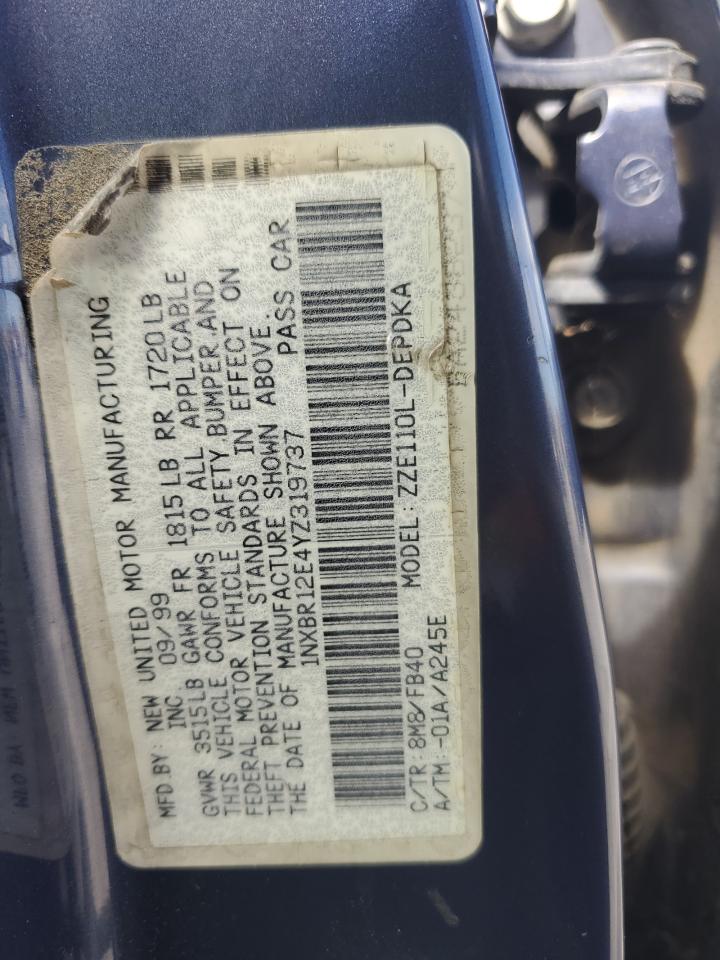 MFD.BY: NEW UNITED MOTOR MANUFACTURING
INC. 09/99
GVWR 3515LB GAWR FR 1815LB RR 1720LB
THIS VEHICLE CONFORMS TO ALL APPLICABLE
FEDERAL MOTOR VEHICLE SAFETY BUMPER AND
THEFT PREVENTION STANDARDS IN EFFECT ON
THE DATE OF MANUFACTURE SHOWN ABOVE.
1NXBR12E4YZ319737 PASS CAR
C/TR: 8M8/FB40 MODEL: ZZE110L-DEPDKA
A/TM: -01A/A245E